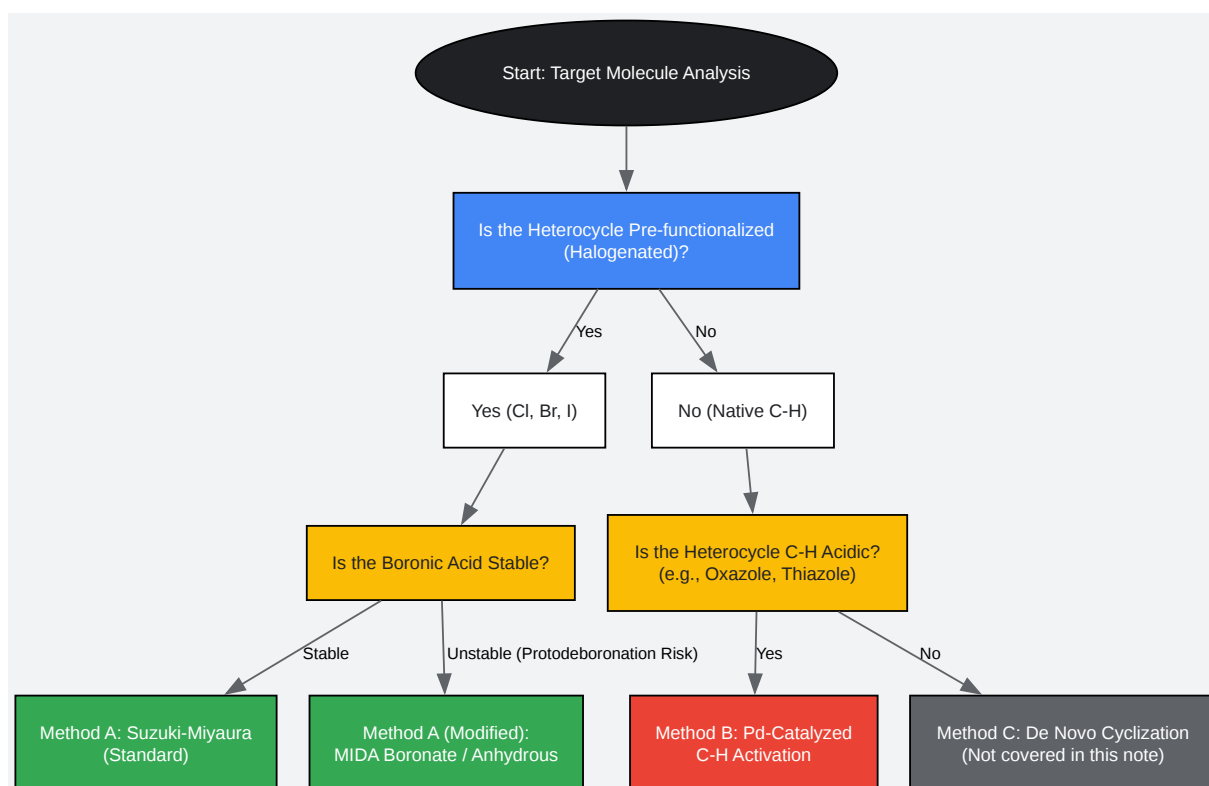 Start: Target Molecule Analysis
Is the Heterocycle Pre-functionalized
(Halogenated)?
Yes
No
Yes (Cl, Br, I)
No (Native C-H)
Is the Boronic Acid Stable?
Is the Heterocycle C-H Acidic?
(e.g., Oxazole, Thiazole)
Stable
Unstable (Protodeboronation Risk)
Yes
No
Method A: Suzuki-Miyaura
(Standard)
Method A (Modified):
MIDA Boronate / Anhydrous
Method B: Pd-Catalyzed
C-H Activation
Method C: De Novo Cyclization
(Not covered in this note)